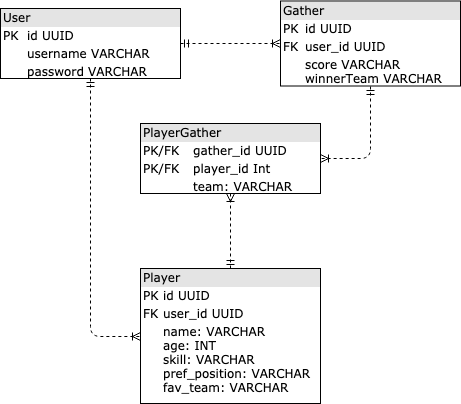 User
PK id UUID
username VARCHAR
password VARCHAR
Gather
PK id UUID
FK user_id UUID
score VARCHAR
winnerTeam VARCHAR
PlayerGather
PK/FK gather_id UUID
PK/FK player_id Int
team: VARCHAR
Player
PK id UUID
FK user_id UUID
name: VARCHAR
age: INT
skill: VARCHAR
pref_position: VARCHAR
fav_team: VARCHAR